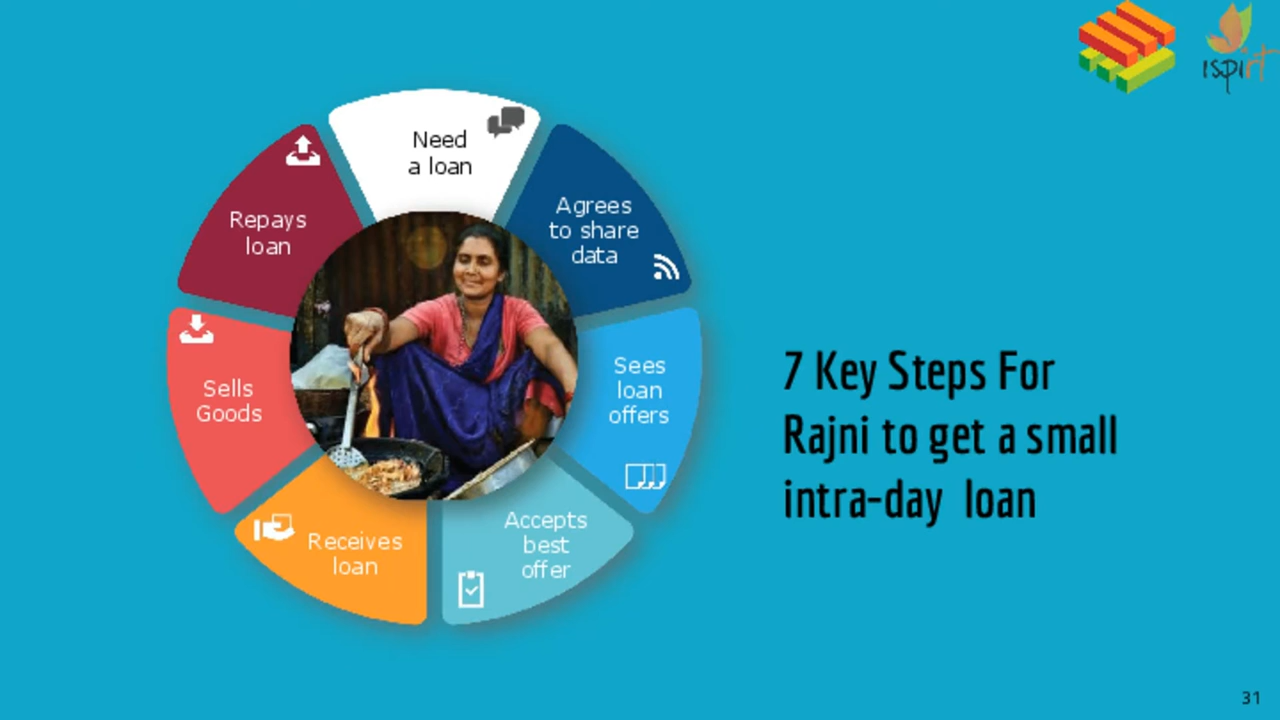 ispirt
Need
a loan
Agrees
to share
data
Sees
loan
offers
Accepts
best
offer
Receives
loan
Sells
Goods
Repays
loan
7 Key Steps For
Rajni to get a small
intra-day loan
31